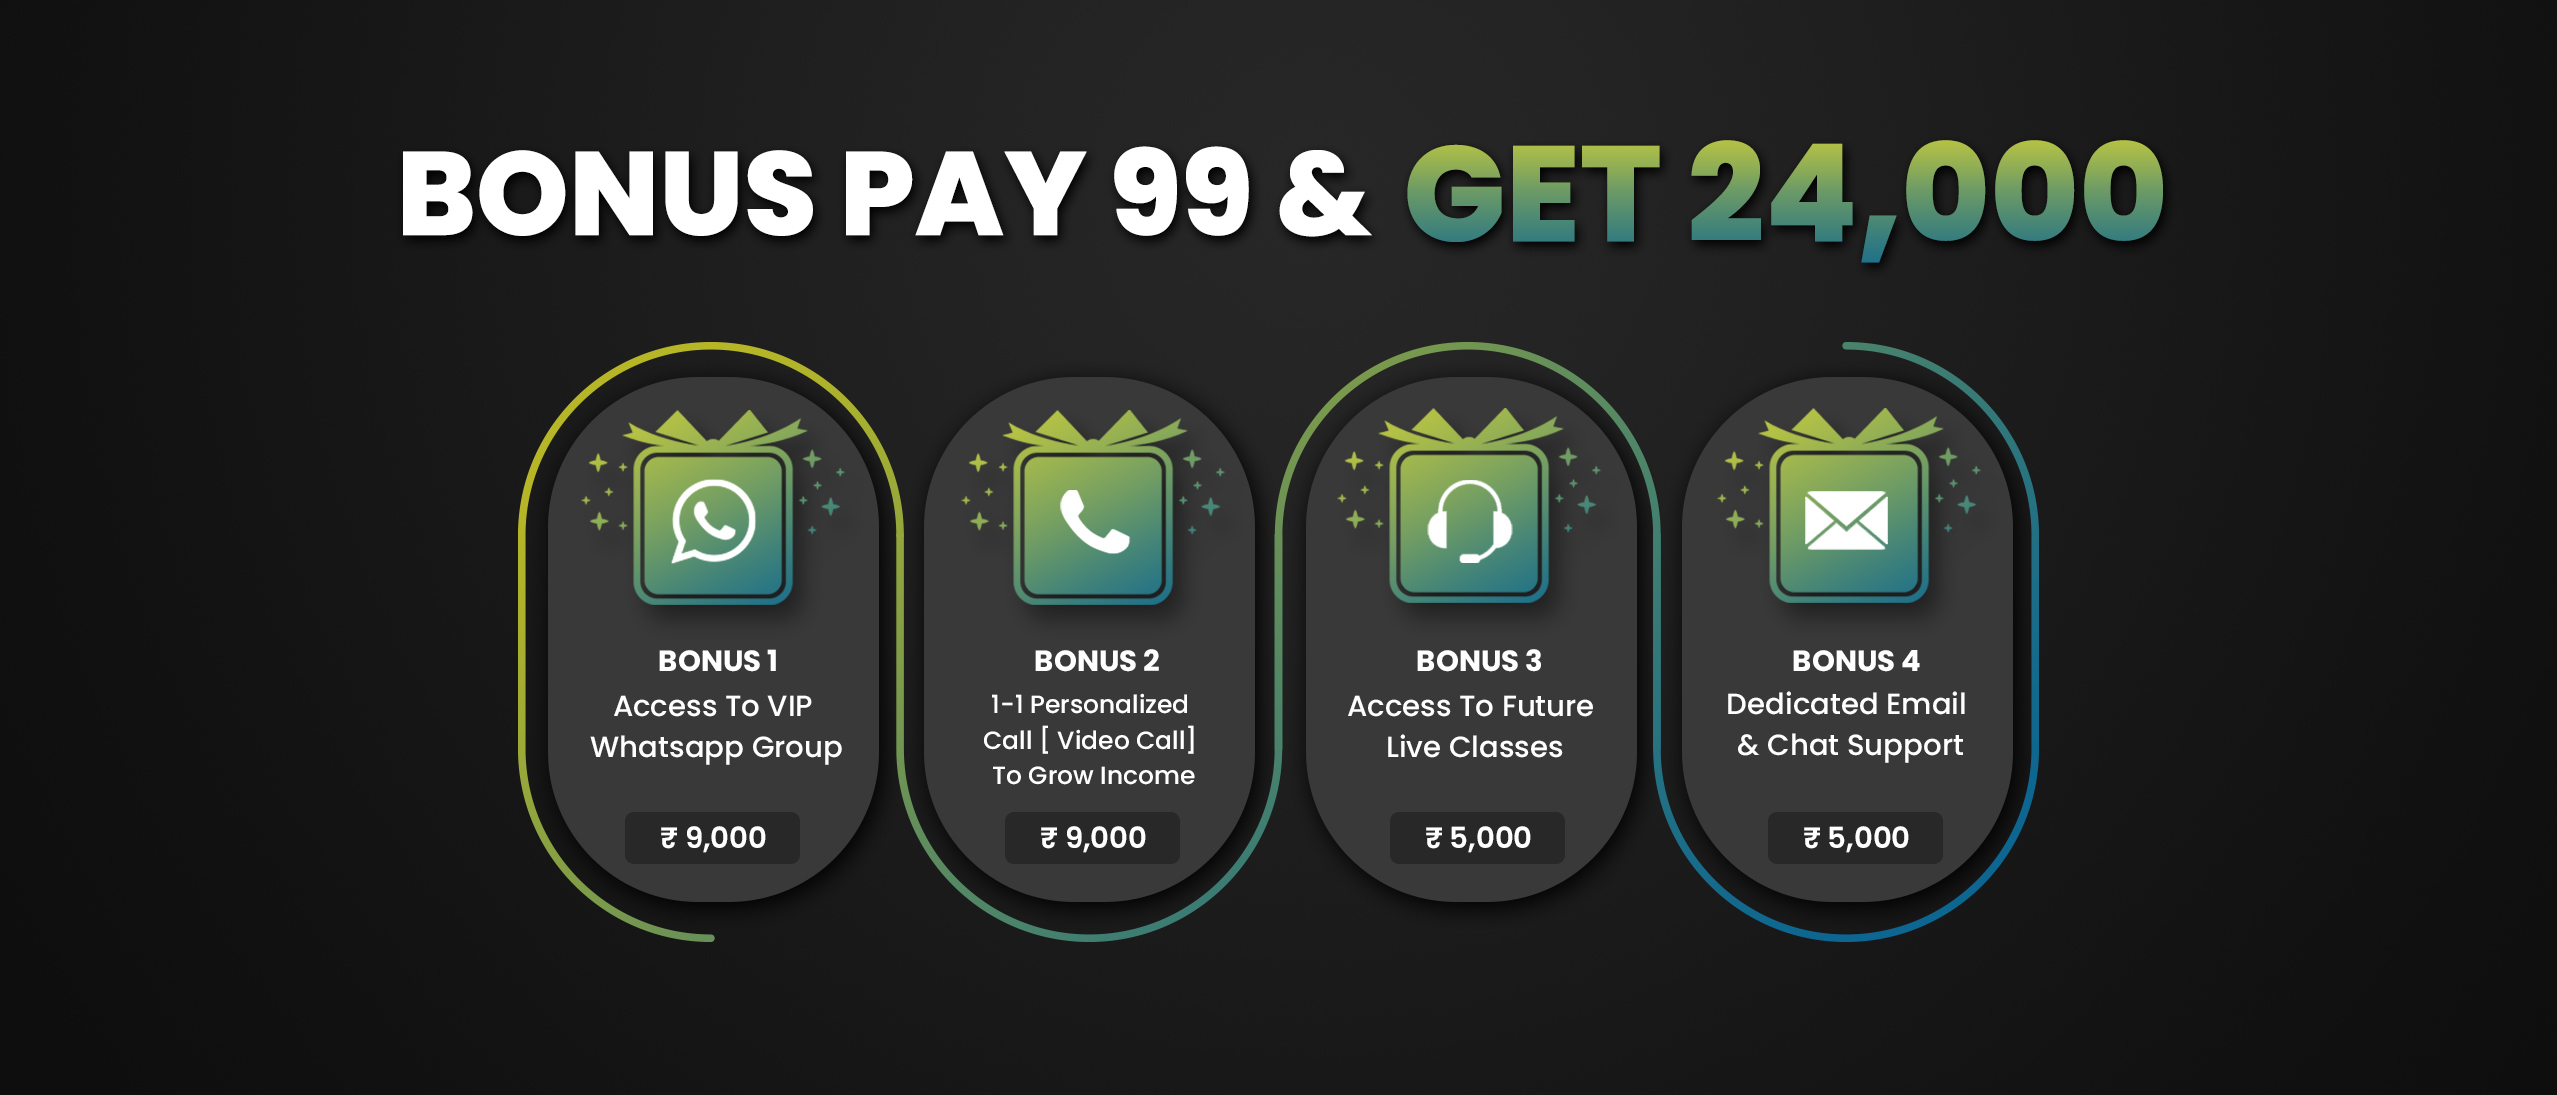 BONUS PAY 99 & GET 24,000
BONUS 1
Access To VIP
Whatsapp Group
₹ 9,000
BONUS 2
1-1 Personalized
Call [ Video Call]
To Grow Income
₹ 9,000
BONUS 3
Access To Future
Live Classes
₹ 5,000
BONUS 4
Dedicated Email
& Chat Support
₹ 5,000